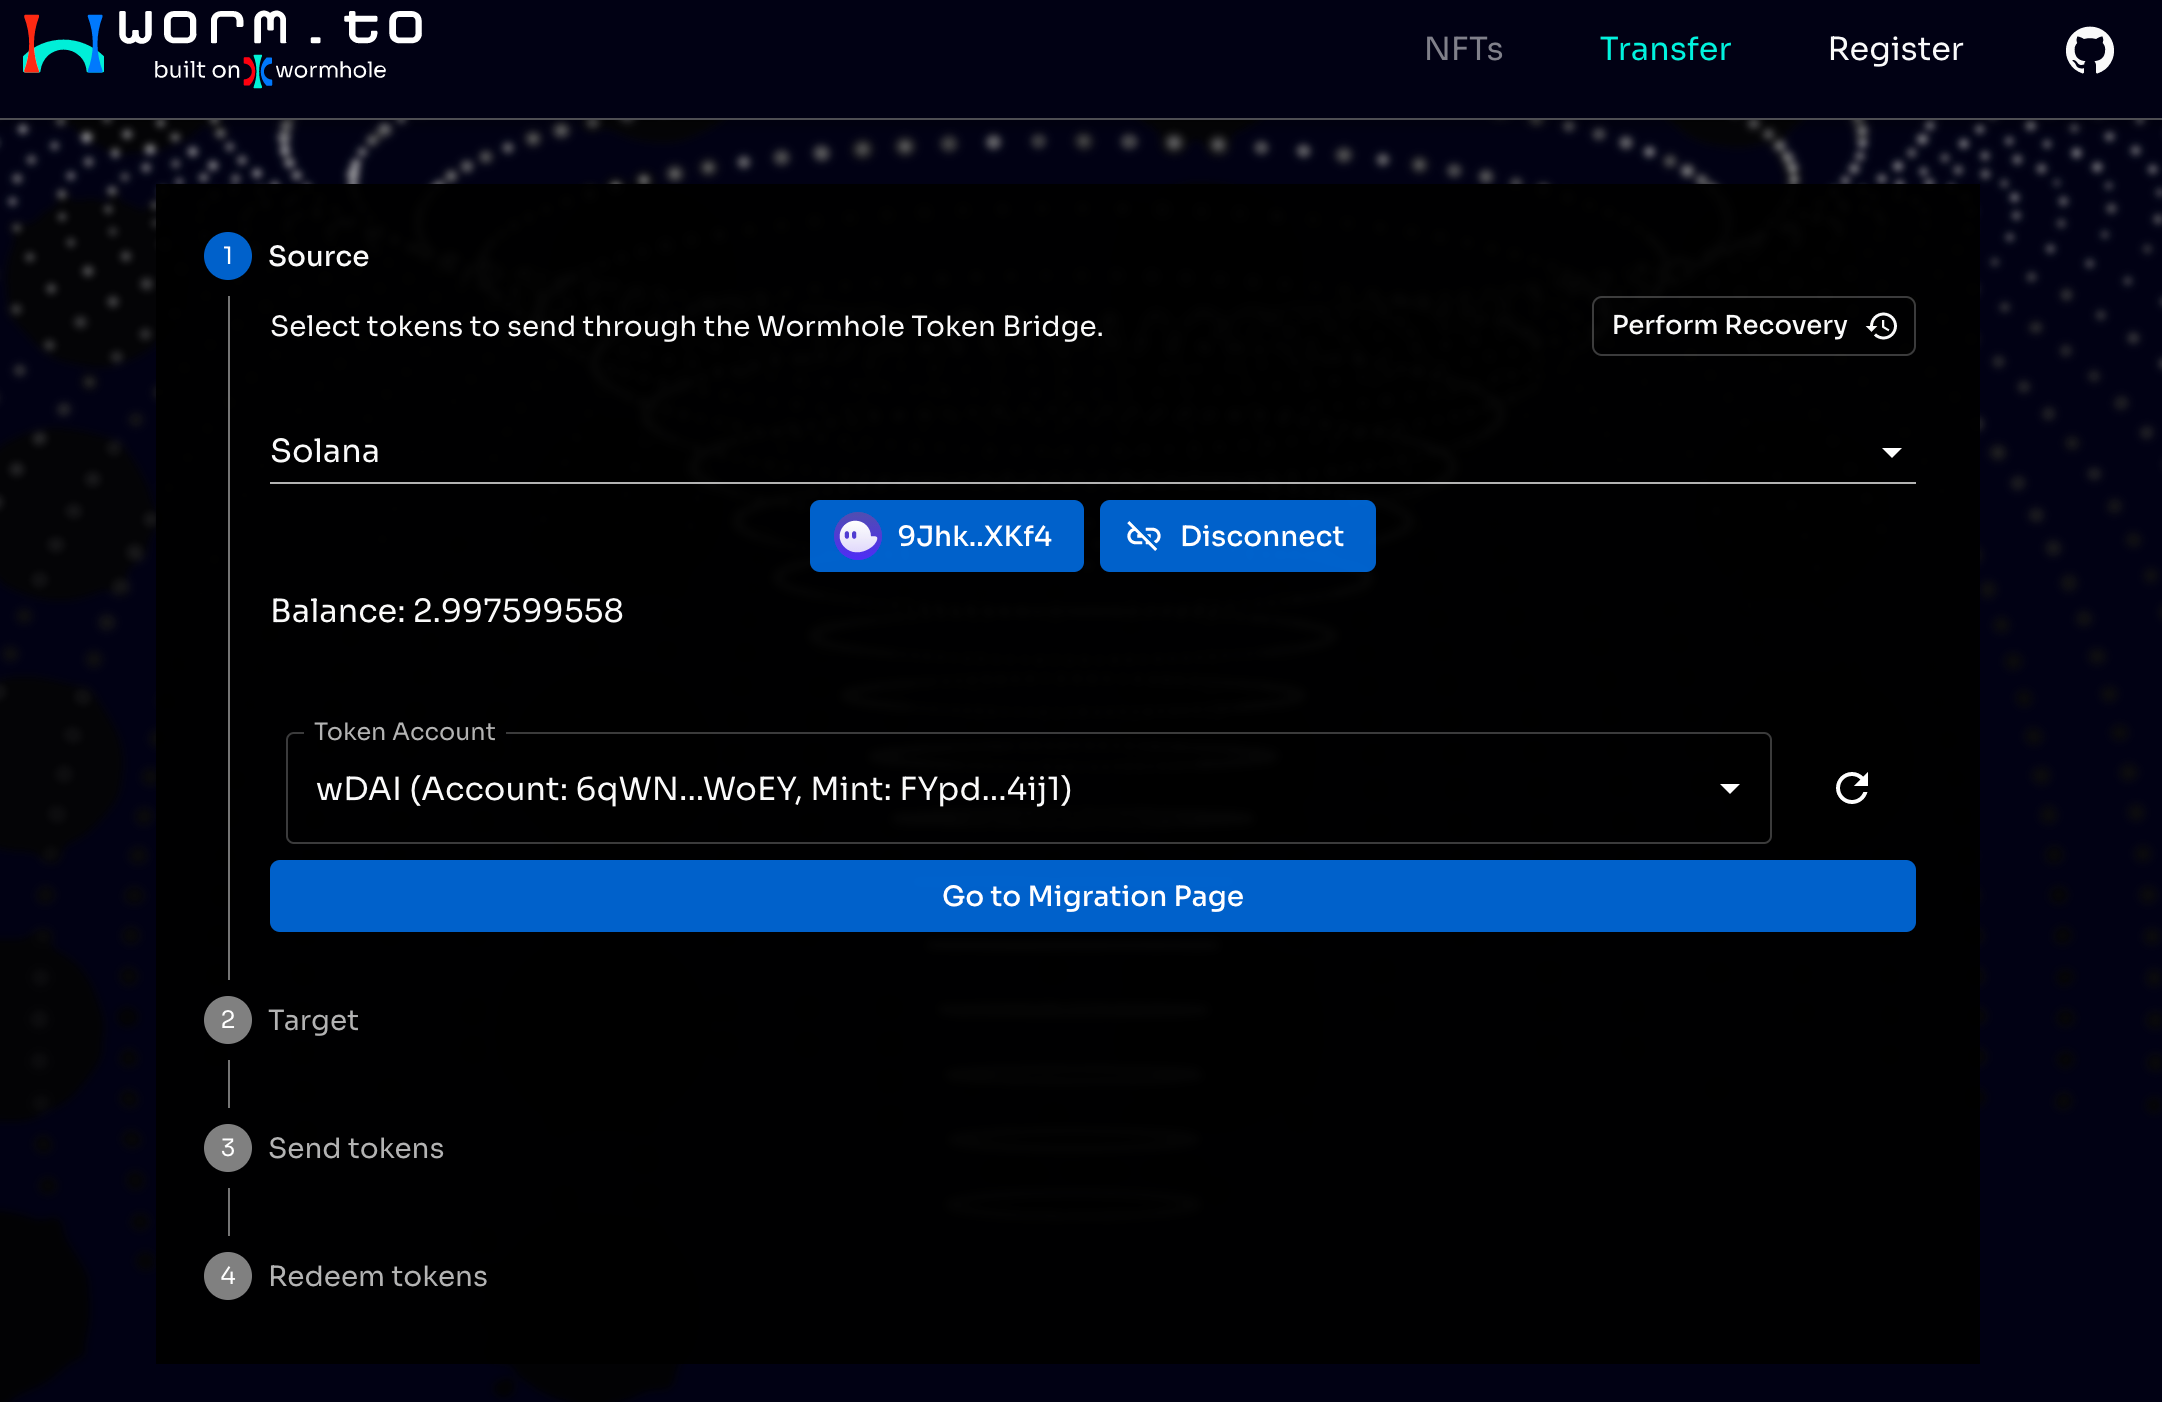 worm.to
built on wormhole
NFTs
Transfer
Register
1 Source
Select tokens to send through the Wormhole Token Bridge.
Perform Recovery
Solana
9Jhk..XKf4
Disconnect
Balance: 2.997599558
Token Account
wDAI (Account: 6qWN...WoEY, Mint: FYpd...4ij1)
Go to Migration Page
2 Target
3 Send tokens
4 Redeem tokens